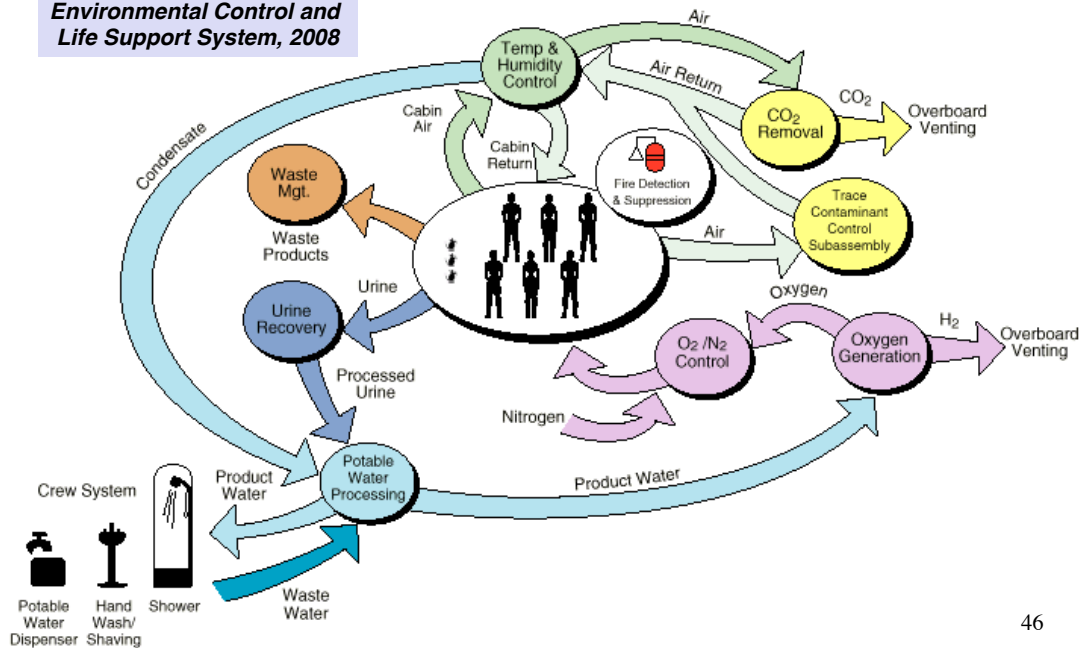 Environmental Control and
Life Support System, 2008
Air
Temp &
Humidity
Control
Air Return
CO2
CO2
Removal
Overboard
Venting
Cabin
Air
Cabin
Return
Condensate
Fire Detection
& Suppression
Waste
Mgt.
Waste
Products
Trace
Contaminant
Control
Subassembly
Air
Urine
Urine
Recovery
Oxygen
H2
Overboard
Venting
O2 /N2
Control
Oxygen
Generation
Processed
Urine
Nitrogen
Potable
Water
Processing
Product
Water
Product Water
Crew System
Waste
Water
Potable
Water
Dispenser
Hand
Wash/
Shaving
Shower
46